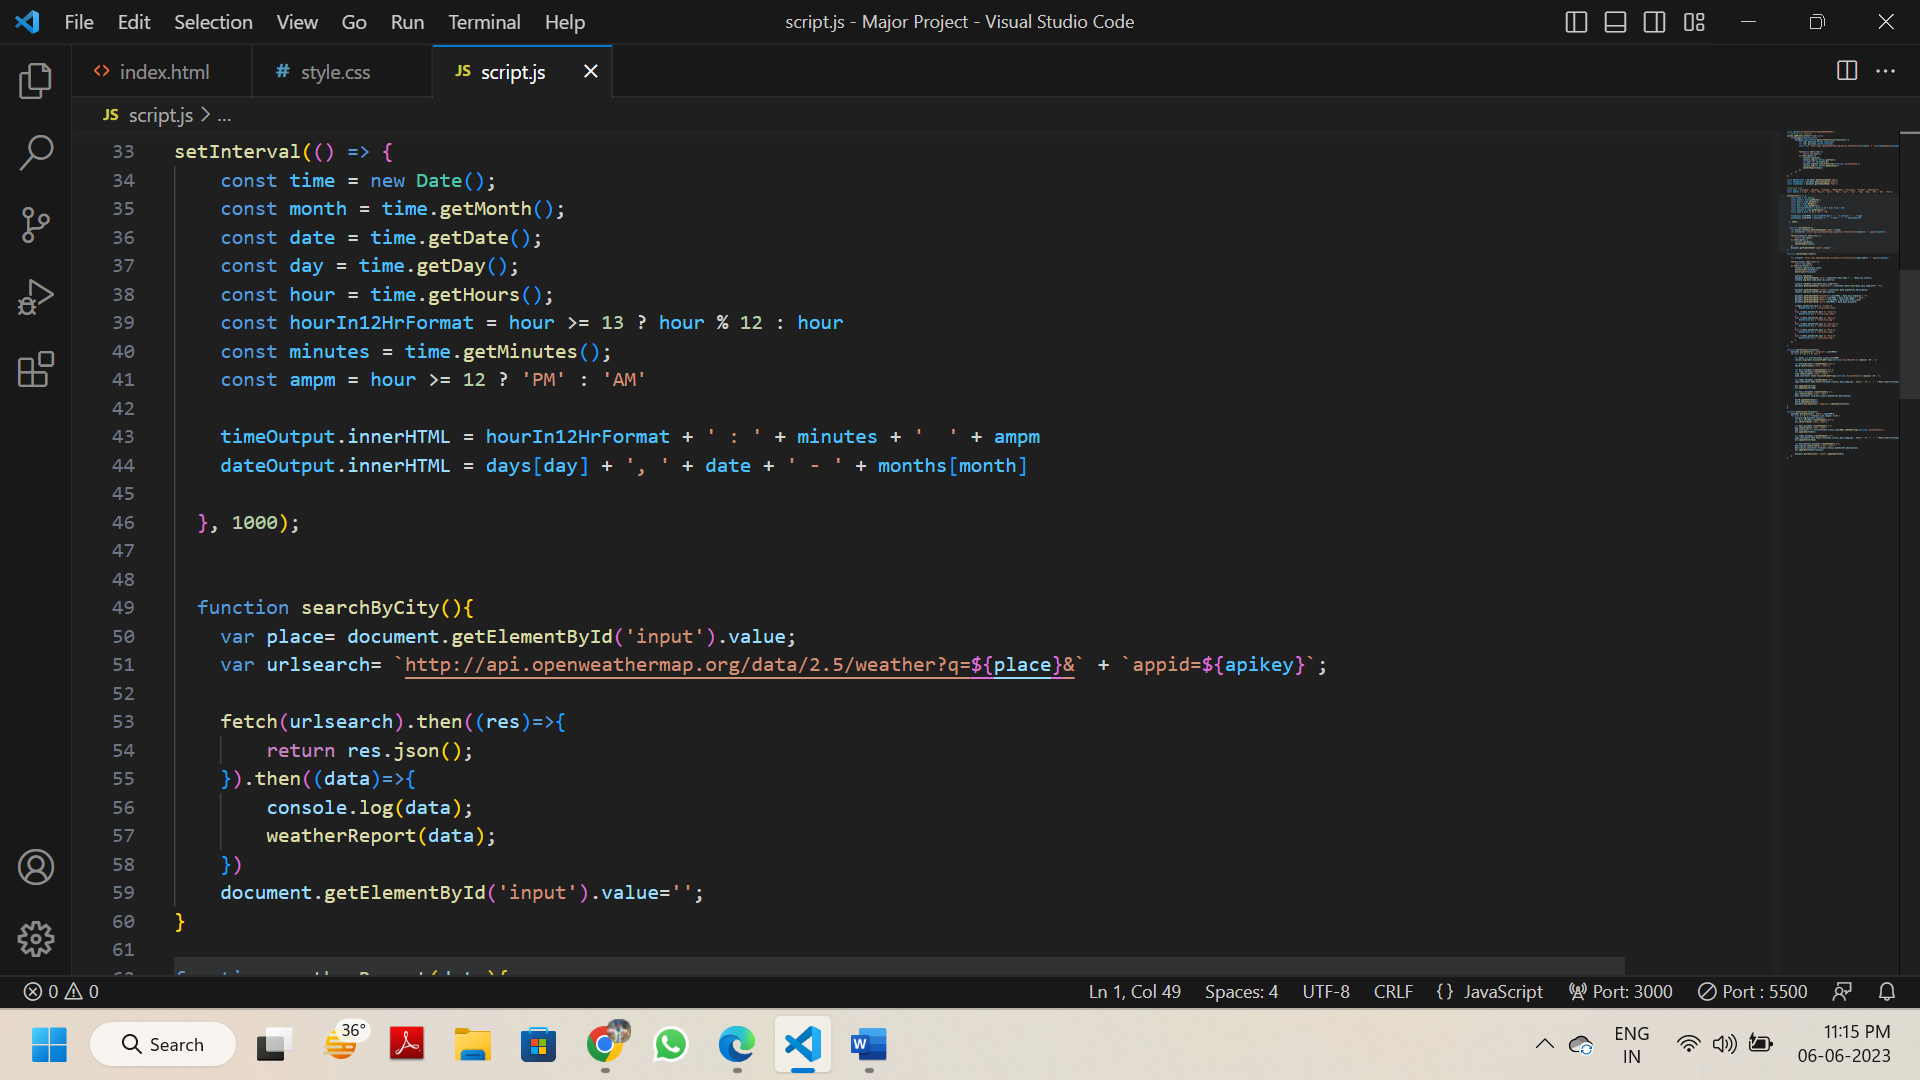 File Edit Selection View Go Run Terminal Help script.js - Major Project - Visual Studio Code
<> index.html # style.css JS script.js
JS script.js > ...
33 setInterval(() => {
34 const time = new Date();
35 const month = time.getMonth();
36 const date = time.getDate();
37 const day = time.getDay();
38 const hour = time.getHours();
39 const hourIn12HrFormat = hour >= 13 ? hour % 12 : hour
40 const minutes = time.getMinutes();
41 const ampm = hour >= 12 ? 'PM' : 'AM'
42
43 timeOutput.innerHTML = hourIn12HrFormat + ' : ' + minutes + '  ' + ampm
44 dateOutput.innerHTML = days[day] + ', ' + date + ' - ' + months[month]
45
46 }, 1000);
47
48
49 function searchByCity(){
50 var place= document.getElementById('input').value;
51 var urlsearch= `http://api.openweathermap.org/data/2.5/weather?q=${place}&` + `appid=${apikey}`;
52
53 fetch(urlsearch).then((res)=>{
54 return res.json();
55 }).then((data)=>{
56 console.log(data);
57 weatherReport(data);
58 })
59 document.getElementById('input').value='';
60 }
61
0 0 Ln 1, Col 49 Spaces: 4 UTF-8 CRLF {} JavaScript Port: 3000 Port : 5500
Search 36° W ENG IN 11:15 PM 06-06-2023